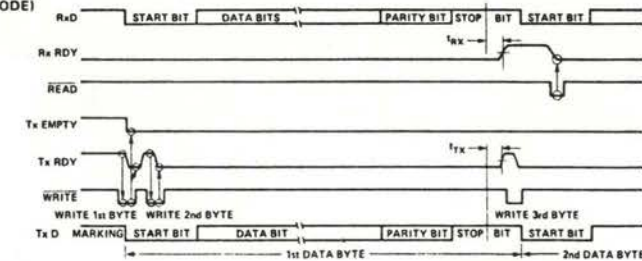 ODE)
RxD START BIT DATA BITS PARITY BIT STOP BIT START BIT
tRX
Rx RDY
READ
Tx EMPTY
tTX
Tx RDY
WRITE
WRITE 1st BYTE WRITE 2nd BYTE WRITE 3rd BYTE
Tx D MARKING START BIT DATA BIT PARITY BIT STOP BIT START BIT
1st DATA BYTE 2nd DATA BYTE